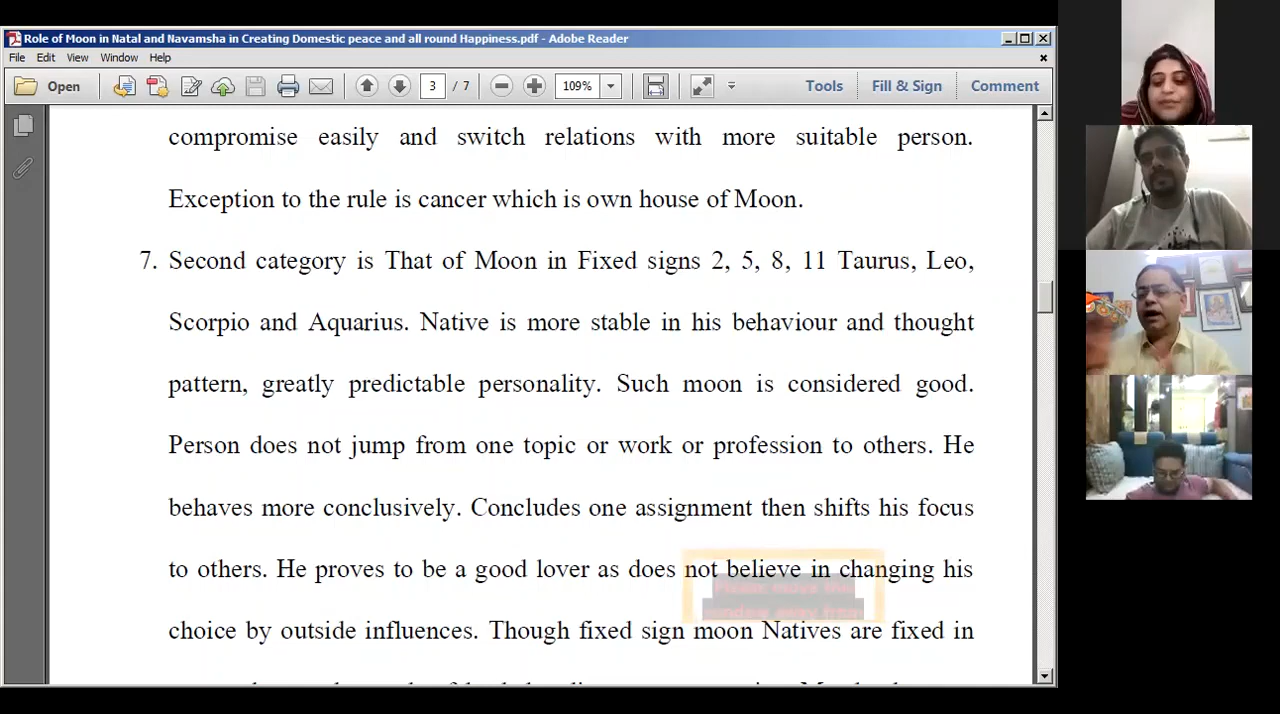 Role of Moon in Natal and Navamsha in Creating Domestic peace and all round Happiness.pdf - Adobe Reader
File Edit View Window Help
Open 3 / 7 109% Tools Fill & Sign Comment
compromise easily and switch relations with more suitable person.
Exception to the rule is cancer which is own house of Moon.
7. Second category is That of Moon in Fixed signs 2, 5, 8, 11 Taurus, Leo,
Scorpio and Aquarius. Native is more stable in his behaviour and thought
pattern, greatly predictable personality. Such moon is considered good.
Person does not jump from one topic or work or profession to others. He
behaves more conclusively. Concludes one assignment then shifts his focus
to others. He proves to be a good lover as does not believe in changing his
Please move the
window away from
choice by outside influences. Though fixed sign moon Natives are fixed in